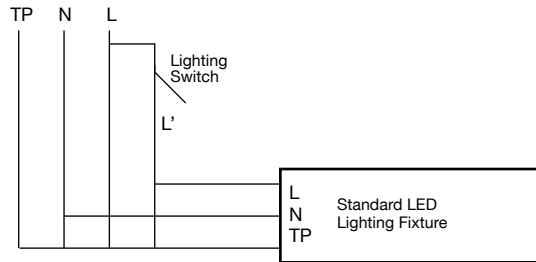 TP N L
Lighting
Switch
L’
L
N
TP
Standard LED
Lighting Fixture